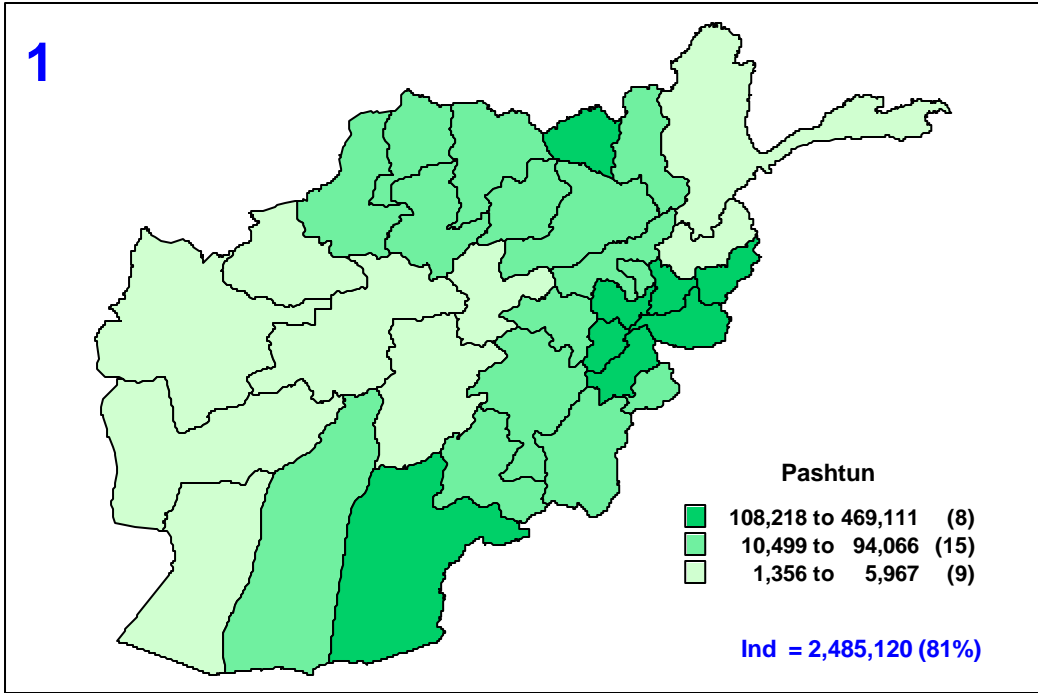 1
Pashtun
108,218 to 469,111 (8)
10,499 to 94,066 (15)
1,356 to 5,967 (9)
Ind = 2,485,120 (81%)